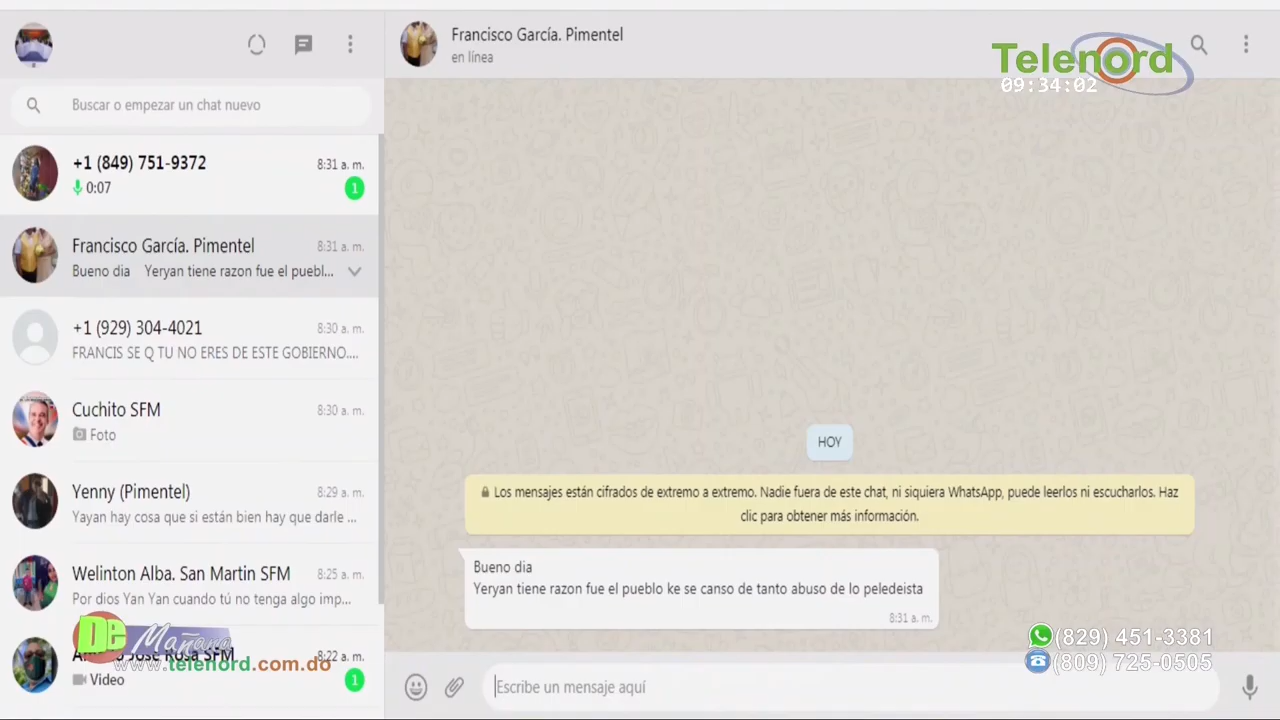 Buscar o empezar un chat nuevo
+1 (849) 751-9372
8:31 a. m.
0:07
1
Francisco García. Pimentel
8:31 a. m.
Bueno dia Yeryan tiene razon fue el puebl...
+1 (929) 304-4021
8:30 a. m.
FRANCIS SE Q TU NO ERES DE ESTE GOBIERNO....
Cuchito SFM
8:30 a. m.
Foto
Yenny (Pimentel)
8:29 a. m.
Yayan hay cosa que si están bien hay que darle ...
Welinton Alba. San Martin SFM
8:25 a. m.
Por dios Yan Yan cuando tú no tenga algo imp...
SFM
8:22 a. m.
Video
1
De Mañana
www.telenord.com.do
Francisco García. Pimentel
en línea
Telenord
09:34:02
HOY
Los mensajes están cifrados de extremo a extremo. Nadie fuera de este chat, ni siquiera WhatsApp, puede leerlos ni escucharlos. Haz
clic para obtener más información.
Bueno dia
Yeryan tiene razon fue el pueblo ke se canso de tanto abuso de lo peledeista
8:31 a. m.
(829) 451-3381
(809) 725-0505
Escribe un mensaje aquí